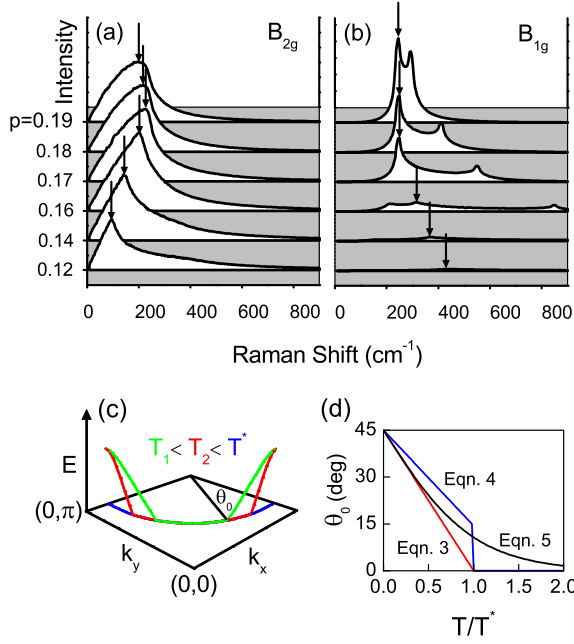 (a) B2g (b) B1g
Intensity
p=0.19
0.18
0.17
0.16
0.14
0.12
0 200 400 600 800 0 200 400 600 800
Raman Shift (cm⁻¹)
(c) (d)
T₁ < T₂ < T*
E
θ₀
(0,π)
k_y k_x
(0,0)
θ₀ (deg)
45
30
15
0
Eqn. 4
Eqn. 3 Eqn. 5
0.0 0.5 1.0 1.5 2.0
T/T*